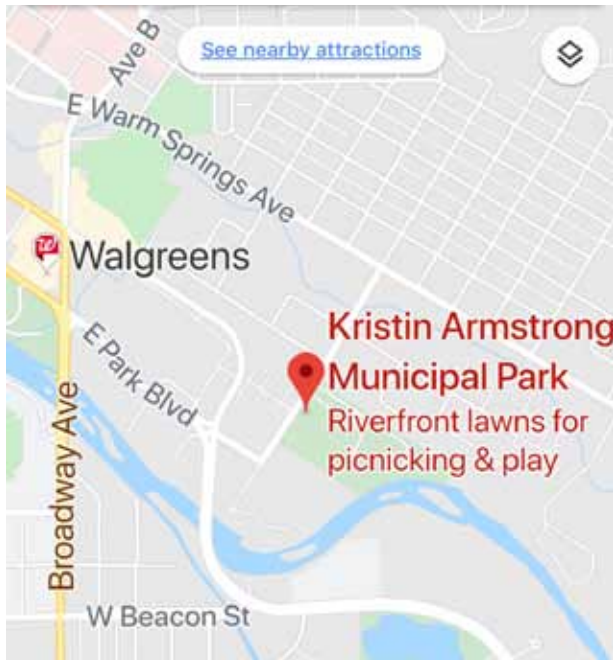 See nearby attractions
Ave B
E Warm Springs Ave
Walgreens
Kristin Armstrong
Municipal Park
Riverfront lawns for
picnicking & play
E Park Blvd
Broadway Ave
W Beacon St